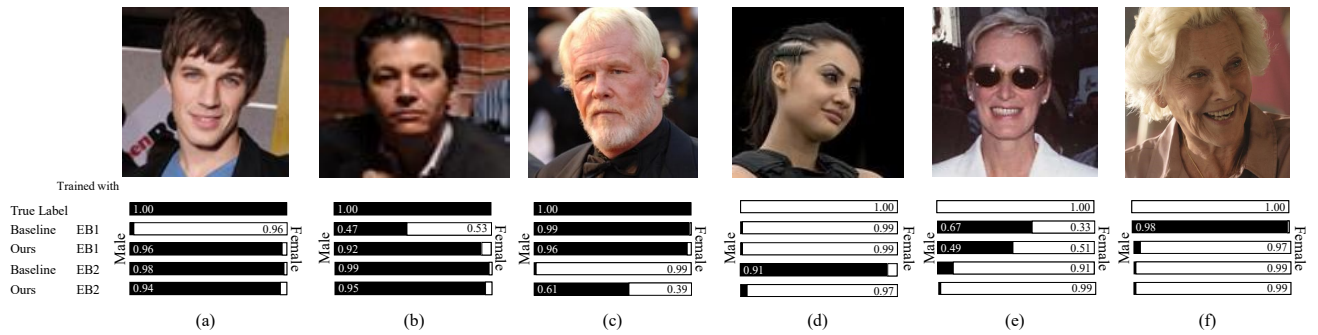 enRO
Trained with
True Label 1.00 1.00 1.00 1.00 1.00 1.00
Baseline EB1 0.96 0.47 0.53 0.99 0.99 0.67 0.33 0.98
Ours EB1 0.96 0.92 0.96 0.99 0.49 0.51 0.97
Baseline EB2 0.98 0.99 0.99 0.91 0.91 0.99
Ours EB2 0.94 0.95 0.61 0.39 0.97 0.99 0.99
Male Female Male Female
(a) (b) (c) (d) (e) (f)